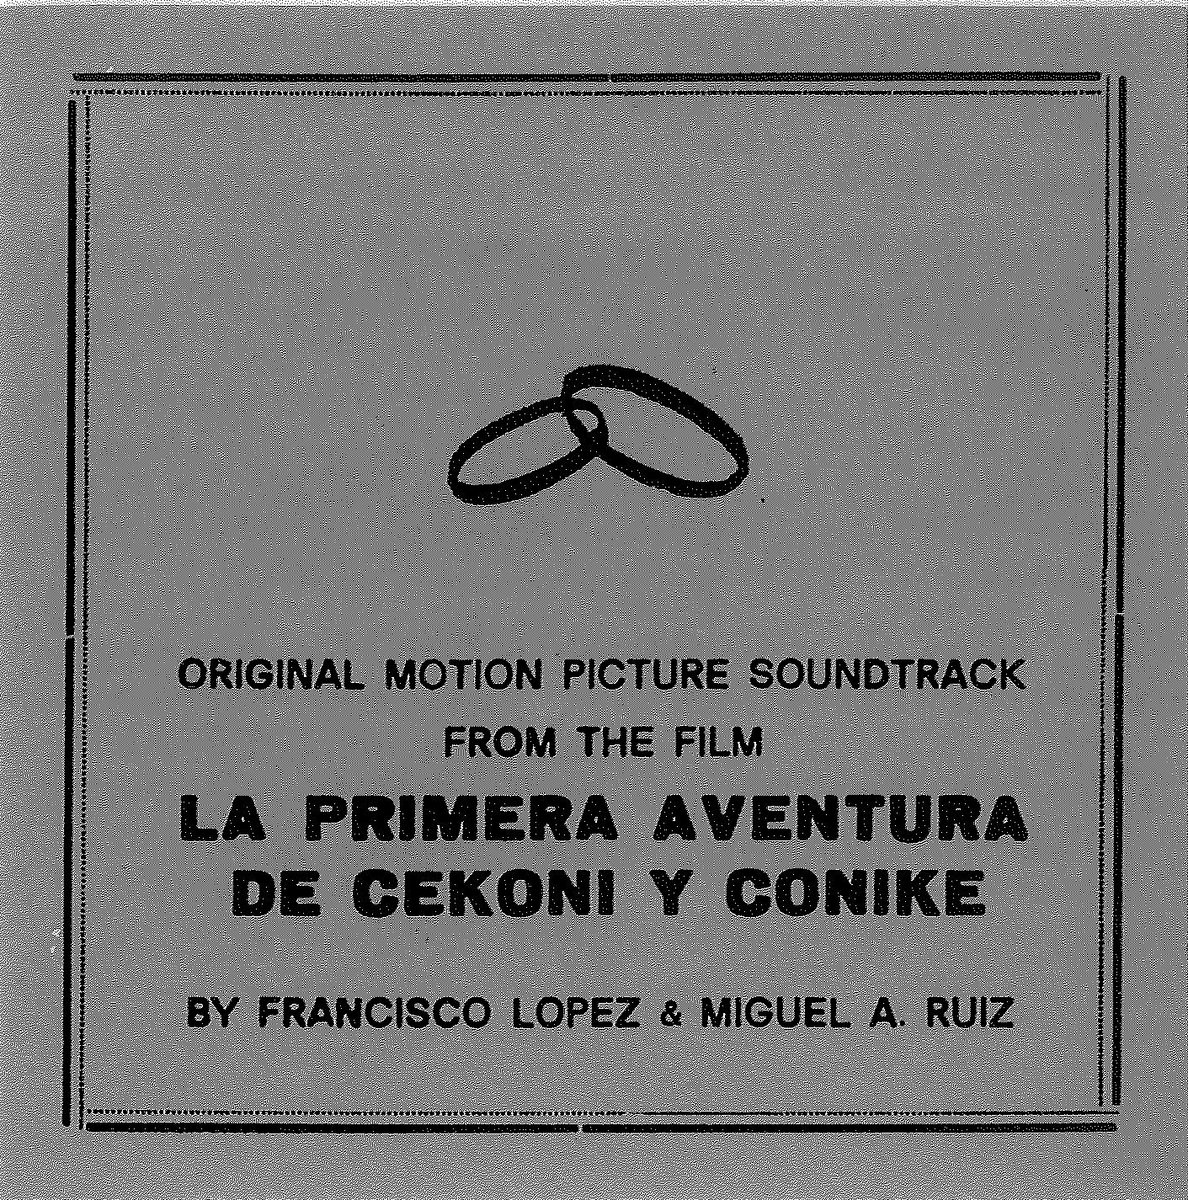 ORIGINAL MOTION PICTURE SOUNDTRACK
FROM THE FILM
LA PRIMERA AVENTURA
DE CEKONI Y CONIKE
BY FRANCISCO LOPEZ & MIGUEL A. RUIZ